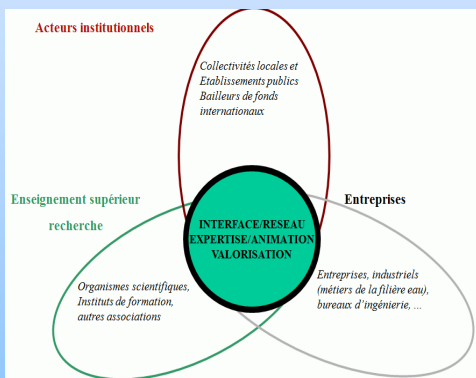 Acteurs institutionnels
Collectivités locales et
Etablissements publics
Bailleurs de fonds
internationaux
Enseignement supérieur
recherche
Entreprises
INTERFACE/RESEAU
EXPERTISE/ANIMATION
VALORISATION
Organismes scientifiques,
Instituts de formation,
autres associations
Entreprises, industriels
(métiers de la filière eau),
bureaux d'ingénierie, ...